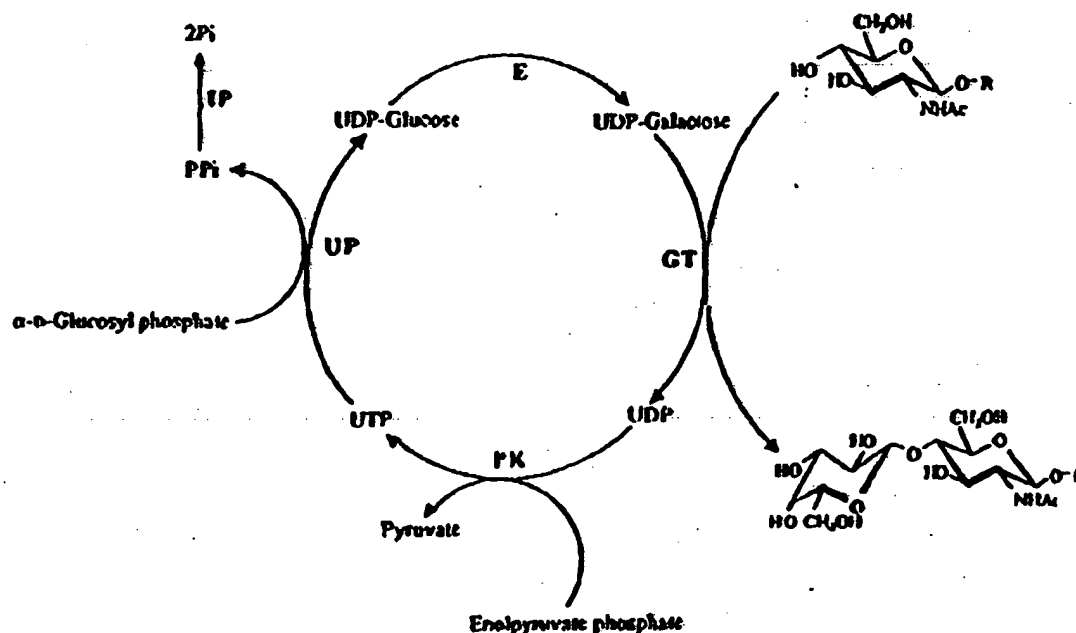 2Pi
E
CH₂OH
O
HO
HO
O-R
NHAc
UDP-Glucose
UDP-Galactose
PPi
UP
GT
α-D-Glucosyl phosphate
UTP
UDP
PK
Pyruvate
CH₂OH
HO
O
O
HO
HO
O
O
NHAc
HO CH₂OH
Enolpyruvate phosphate